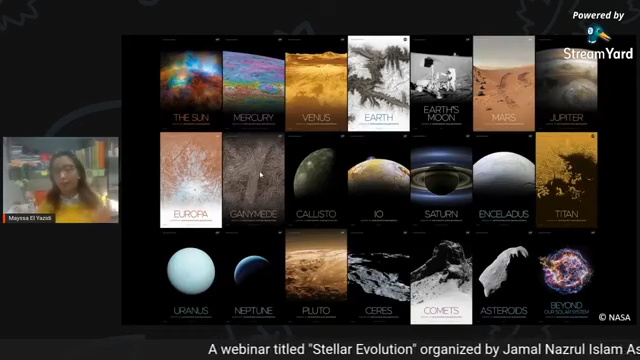 Powered by
StreamYard
THE SUN
MERCURY
VENUS
EARTH
EARTH'S
MOON
MARS
JUPITER
EUROPA
GANYMEDE
CALLISTO
IO
SATURN
ENCELADUS
TITAN
Mayssa El Yazidi
URANUS
NEPTUNE
PLUTO
CERES
COMETS
ASTEROIDS
BEYOND
OUR SOLAR SYSTEM
© NASA
A webinar titled "Stellar Evolution" organized by Jamal Nazrul Islam As